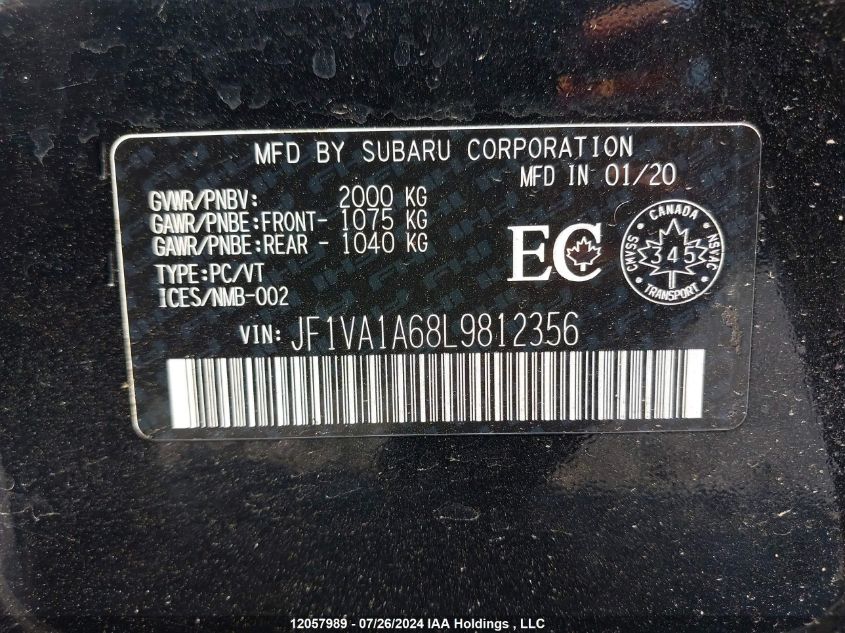 MFD BY SUBARU CORPORATION
MFD IN 01/20
GVWR/PNBV: 2000 KG
GAWR/PNBE:FRONT- 1075 KG
GAWR/PNBE:REAR - 1040 KG
TYPE:PC/VT
ICES/NMB-002
EC
CANADA
CMVSS
NSVAC
345
TRANSPORT
VIN: JF1VA1A68L9812356
12057989 - 07/26/2024 IAA Holdings , LLC